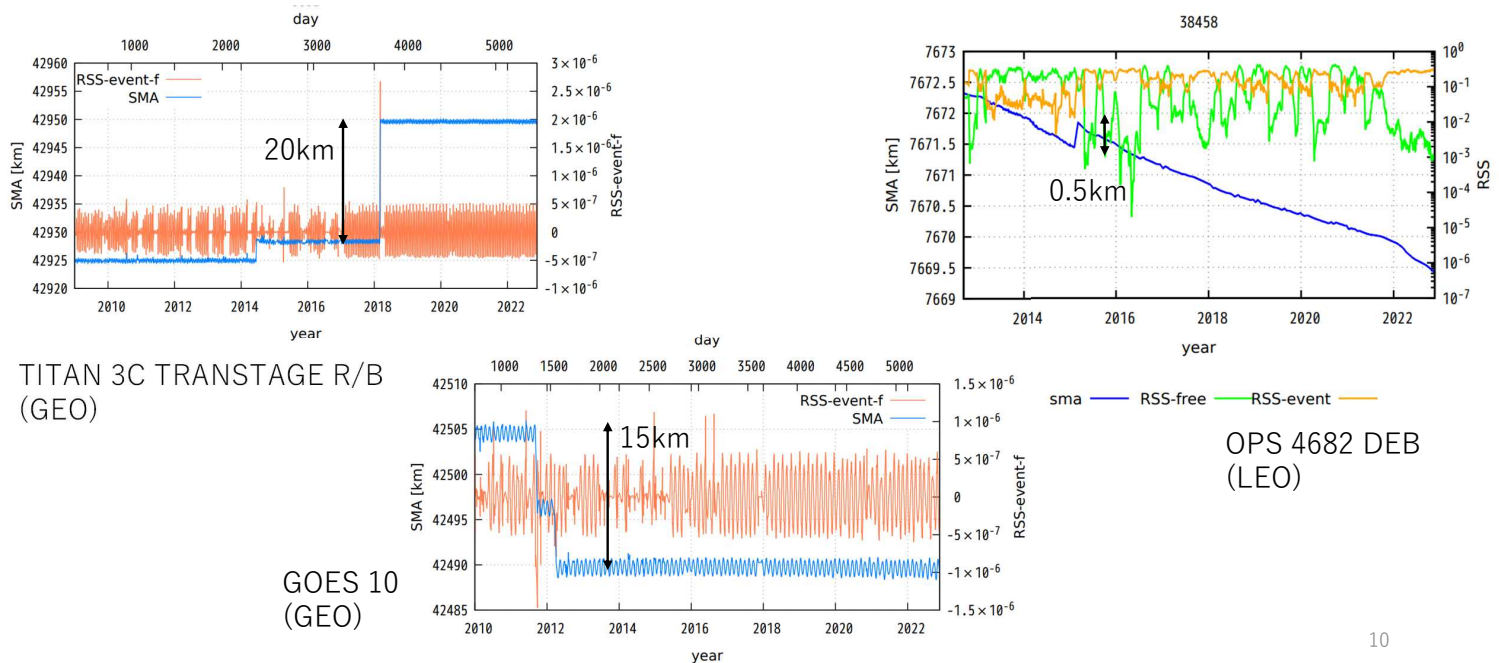 day
1000 2000 3000 4000 5000
42960
42955
42950
42945
42940
42935
42930
42925
42920
SMA [km]
RSS-event-f
SMA
20km
3×10⁻⁶
2.5×10⁻⁶
2×10⁻⁶
1.5×10⁻⁶
1×10⁻⁶
5×10⁻⁷
0
-5×10⁻⁷
-1×10⁻⁶
RSS-event-f
2010 2012 2014 2016 2018 2020 2022
year
TITAN 3C TRANSTAGE R/B
(GEO)
38458
7673
7672.5
7672
7671.5
7671
7670.5
7670
7669.5
7669
SMA [km]
0.5km
10⁰
10⁻¹
10⁻²
10⁻³
10⁻⁴
10⁻⁵
10⁻⁶
10⁻⁷
RSS
2014 2016 2018 2020 2022
year
sma RSS-free RSS-event
OPS 4682 DEB
(LEO)
day
1000 1500 2000 2500 3000 3500 4000 4500 5000
42510
42505
42500
42495
42490
42485
SMA [km]
RSS-event-f
SMA
15km
1.5×10⁻⁶
1×10⁻⁶
5×10⁻⁷
0
-5×10⁻⁷
-1×10⁻⁶
-1.5×10⁻⁶
RSS-event-f
2010 2012 2014 2016 2018 2020 2022
year
GOES 10
(GEO)
10